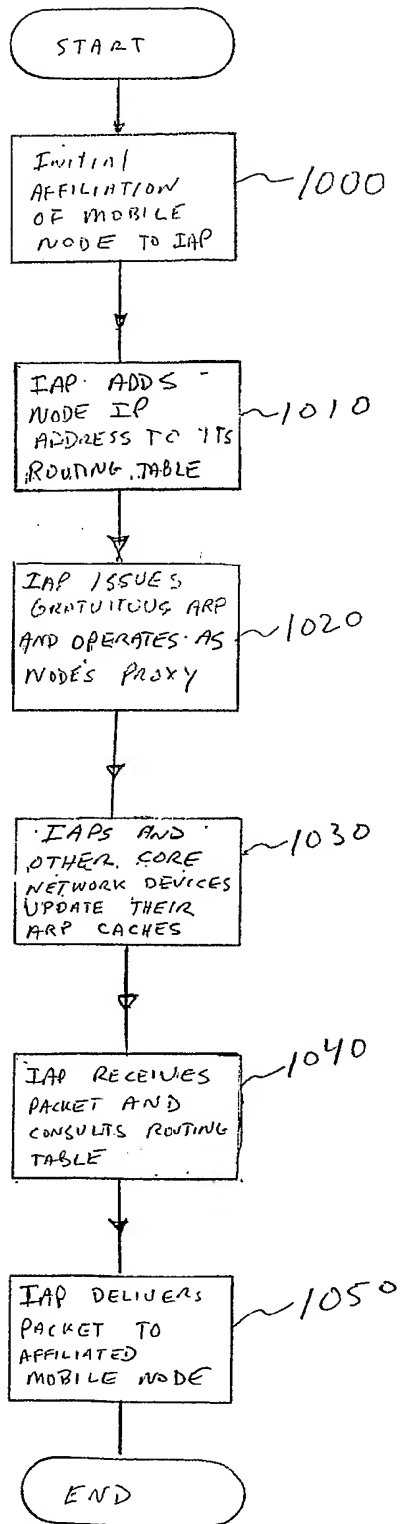 START
Initial
AFFILIATION
OF MOBILE
NODE TO IAP
1000
IAP ADDS
NODE IP
ADDRESS TO ITS
ROUTING TABLE
1010
IAP ISSUES
GRATUITOUS ARP
AND OPERATES AS
NODE'S PROXY
1020
IAPS AND
OTHER CORE
NETWORK DEVICES
UPDATE THEIR
ARP CACHES
1030
IAP RECEIVES
PACKET AND
CONSULTS ROUTING
TABLE
1040
IAP DELIVERS
PACKET TO
AFFILIATED
MOBILE NODE
1050
END